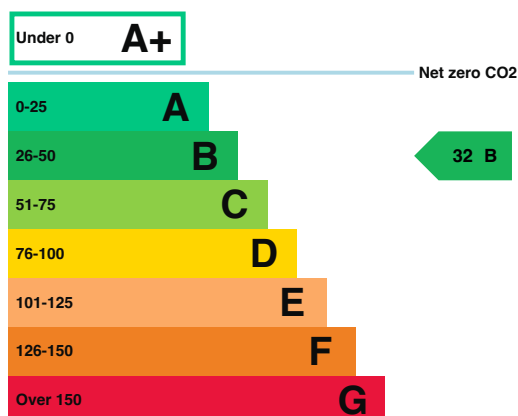 Under 0 A+
Net zero CO2
0-25 A
26-50 B 32 B
51-75 C
76-100 D
101-125 E
126-150 F
Over 150 G